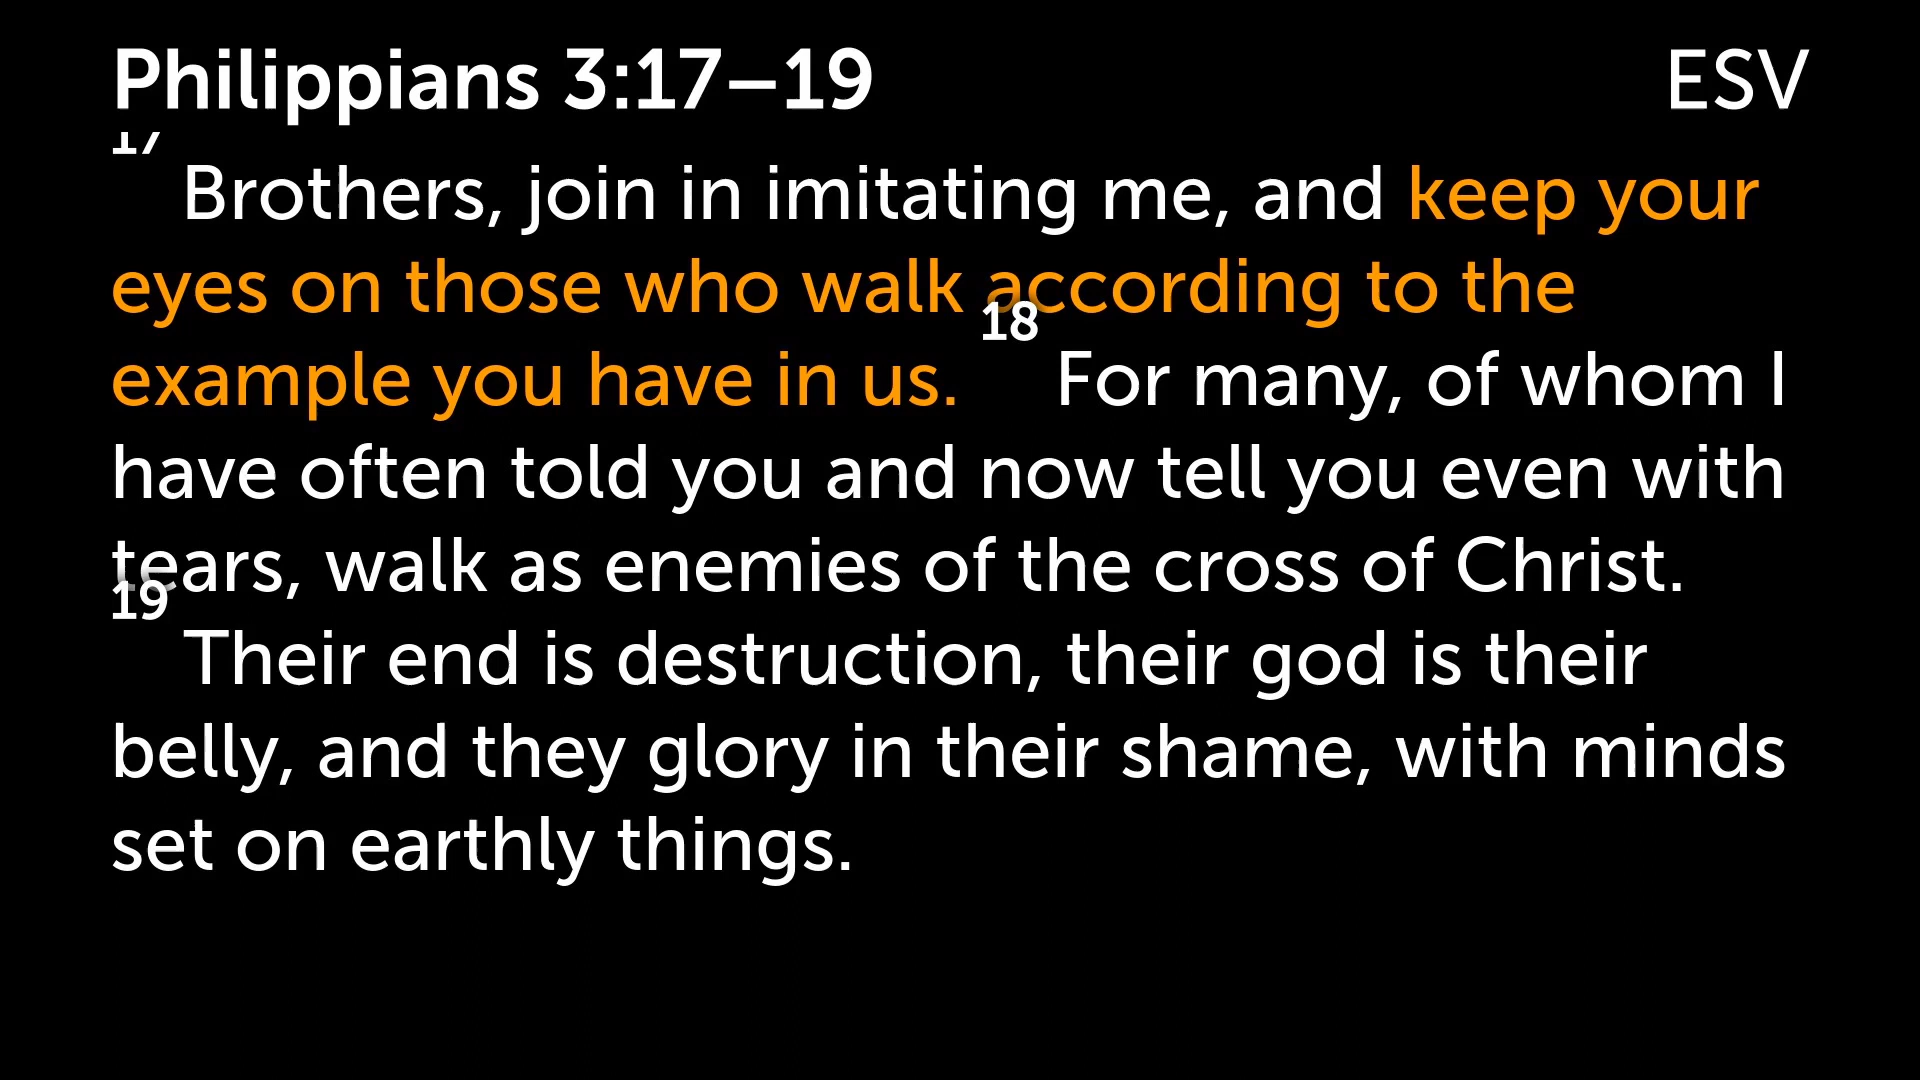 Philippians 3:17–19 ESV
17 Brothers, join in imitating me, and keep your
eyes on those who walk according to the
example you have in us. 18 For many, of whom I
have often told you and now tell you even with
tears, walk as enemies of the cross of Christ.
19 Their end is destruction, their god is their
belly, and they glory in their shame, with minds
set on earthly things.